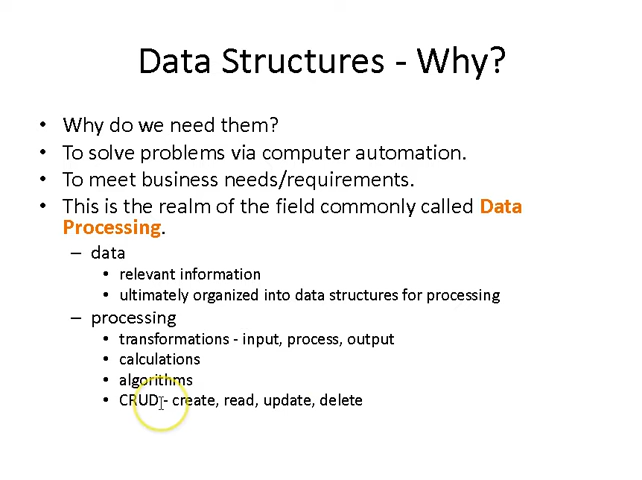 Data Structures - Why?
• Why do we need them?
• To solve problems via computer automation.
• To meet business needs/requirements.
• This is the realm of the field commonly called Data
Processing.
– data
• relevant information
• ultimately organized into data structures for processing
– processing
• transformations - input, process, output
• calculations
• algorithms
• CRUD - create, read, update, delete